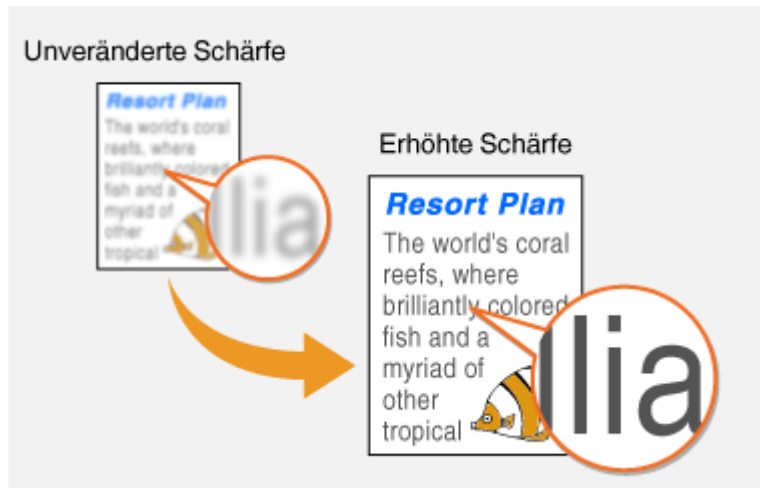 Unveränderte Schärfe
Resort Plan
The world's coral
reefs, where
brilliantly colored
fish and a
myriad of
other
tropical
llia
Erhöhte Schärfe
Resort Plan
The world's coral
reefs, where
brilliantly colored
fish and a
myriad of
other
tropical
llia